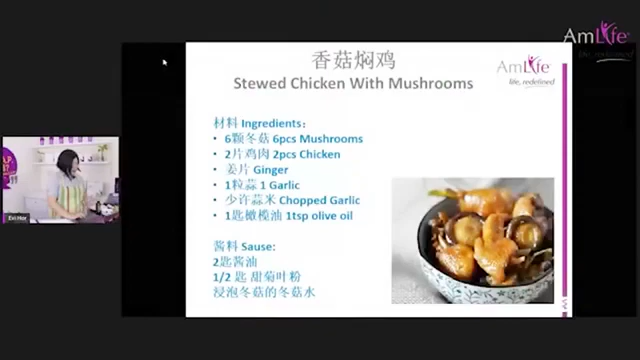 AmLife
life, redefined
香菇焖鸡
Stewed Chicken With Mushrooms
AmLife
life, redefined
材料 Ingredients:
• 6颗冬菇 6pcs Mushrooms
• 2片鸡肉 2pcs Chicken
• 姜片 Ginger
• 1粒蒜 1 Garlic
• 少许蒜米 Chopped Garlic
• 1匙橄榄油 1tsp olive oil
酱料 Sause:
2匙酱油
1/2 匙 甜菊叶粉
浸泡冬菇的冬菇水